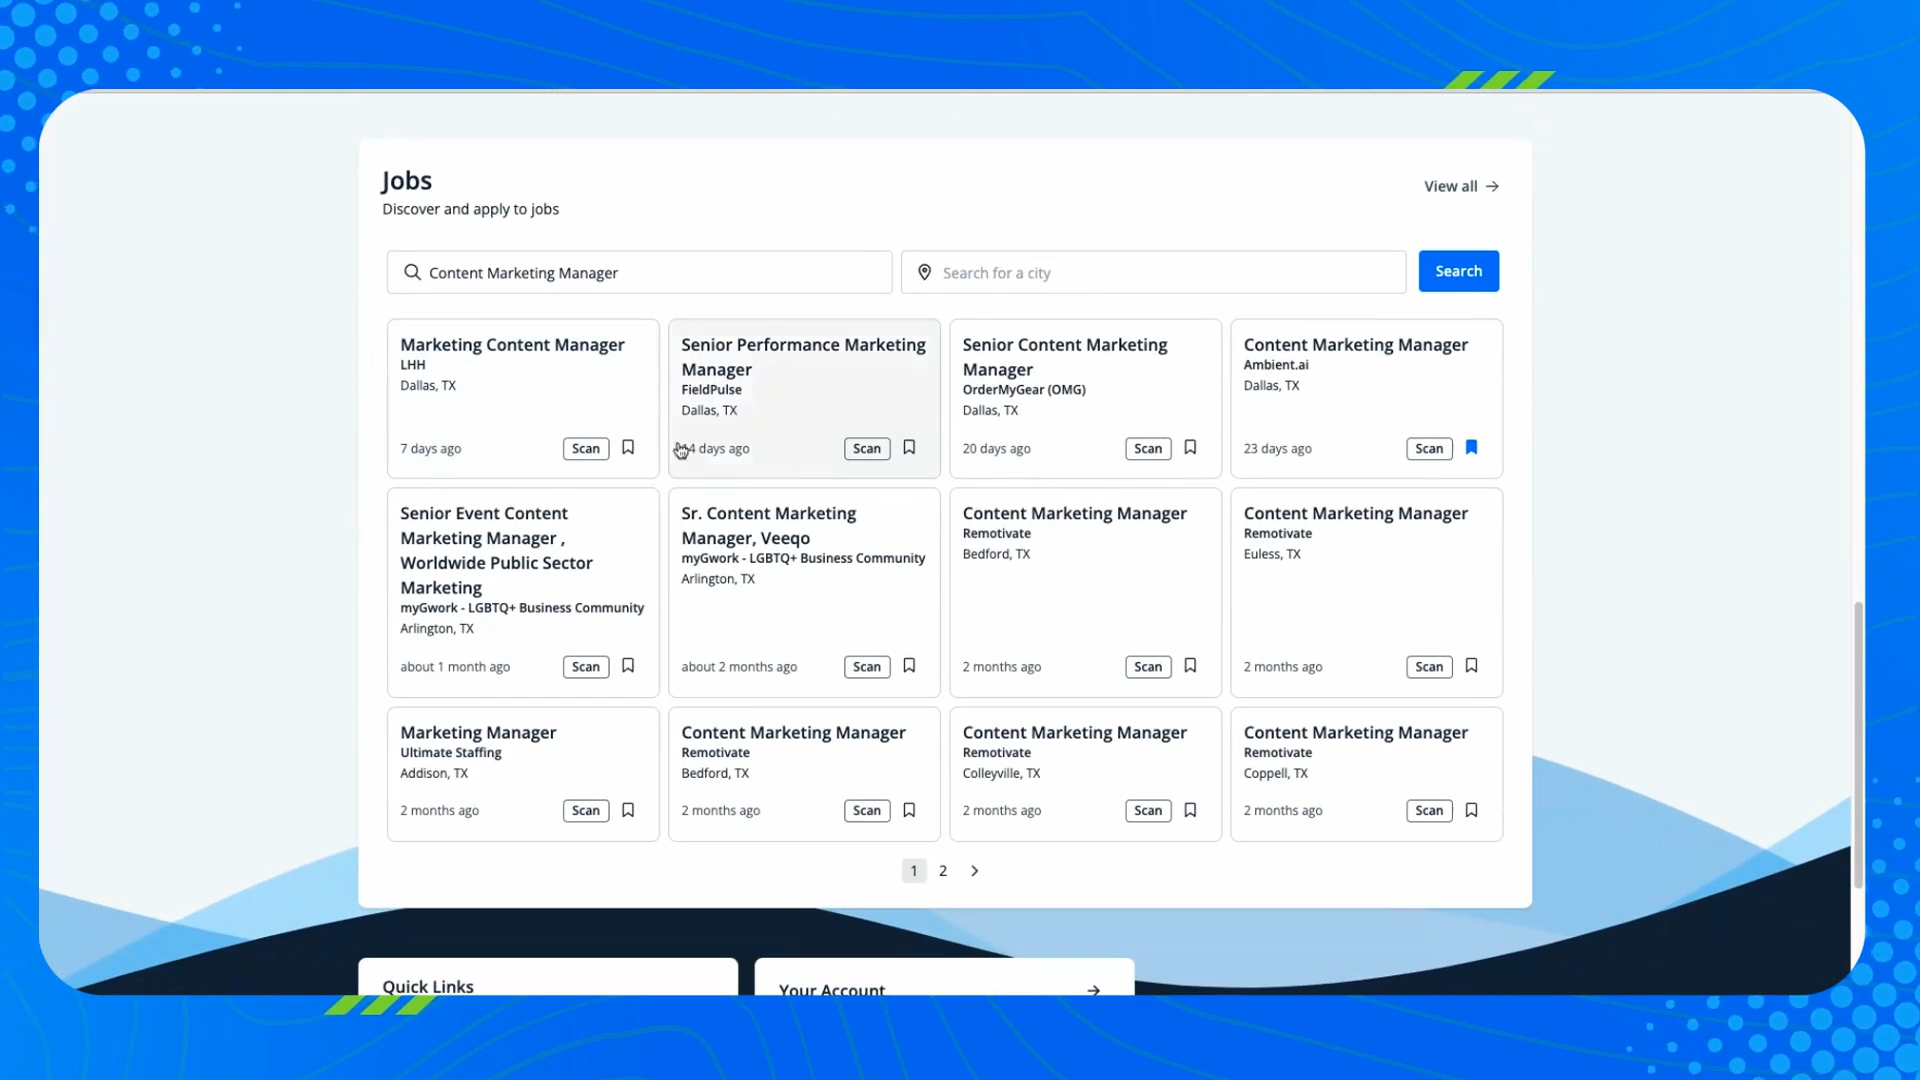 Jobs
Discover and apply to jobs
View all
Content Marketing Manager
Search for a city
Search
Marketing Content Manager
LHH
Dallas, TX
7 days ago
Scan
Senior Performance Marketing
Manager
FieldPulse
Dallas, TX
4 days ago
Scan
Senior Content Marketing
Manager
OrderMyGear (OMG)
Dallas, TX
20 days ago
Scan
Content Marketing Manager
Ambient.ai
Dallas, TX
23 days ago
Scan
Senior Event Content
Marketing Manager ,
Worldwide Public Sector
Marketing
myGwork - LGBTQ+ Business Community
Arlington, TX
about 1 month ago
Scan
Sr. Content Marketing
Manager, Veeqo
myGwork - LGBTQ+ Business Community
Arlington, TX
about 2 months ago
Scan
Content Marketing Manager
Remotivate
Bedford, TX
2 months ago
Scan
Content Marketing Manager
Remotivate
Euless, TX
2 months ago
Scan
Marketing Manager
Ultimate Staffing
Addison, TX
2 months ago
Scan
Content Marketing Manager
Remotivate
Bedford, TX
2 months ago
Scan
Content Marketing Manager
Remotivate
Colleyville, TX
2 months ago
Scan
Content Marketing Manager
Remotivate
Coppell, TX
2 months ago
Scan
1 2
Quick Links
Your Account